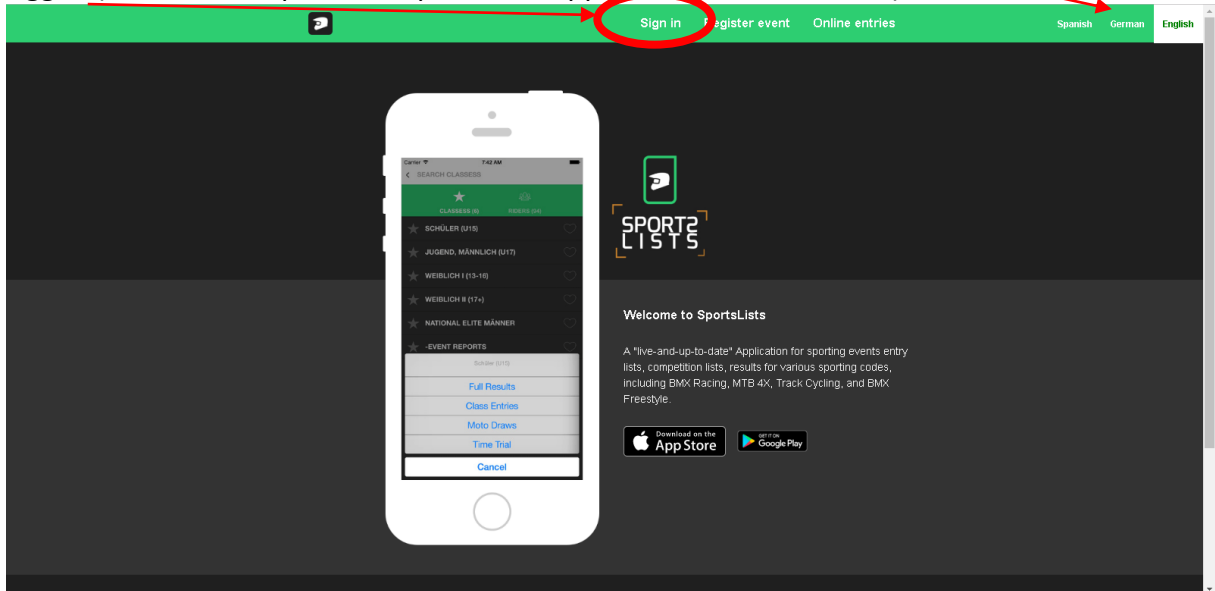 Sign in Register event Online entries Spanish German English
Carrier 7:42 AM
SEARCH CLASSESS
CLASSESS (6) RIDERS (54)
SCHÜLER (U15)
JUGEND, MÄNNLICH (U17)
WEIBLICH I (13-16)
WEIBLICH II (17+)
NATIONAL ELITE MÄNNER
-EVENT REPORTS
Schüler (U15)
Full Results
Class Entries
Moto Draws
Time Trial
Cancel
SPORTS
LISTS
Welcome to SportsLists
A "live-and-up-to-date" Application for sporting events entry
lists, competition lists, results for various sporting codes,
including BMX Racing, MTB 4X, Track Cycling, and BMX
Freestyle.
Download on the
App Store
GET IT ON
Google Play